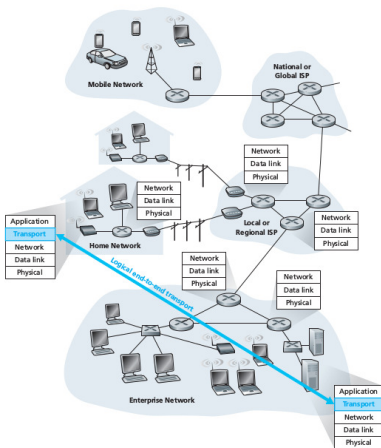 National or
Global ISP
Mobile Network
Network
Data link
Physical
Network
Data link
Physical
Application
Transport
Network
Data link
Physical
Home Network
Local or
Regional ISP
Network
Data link
Physical
Logical end-to-end transport
Network
Data link
Physical
Network
Data link
Physical
Enterprise Network
Application
Transport
Network
Data link
Physical